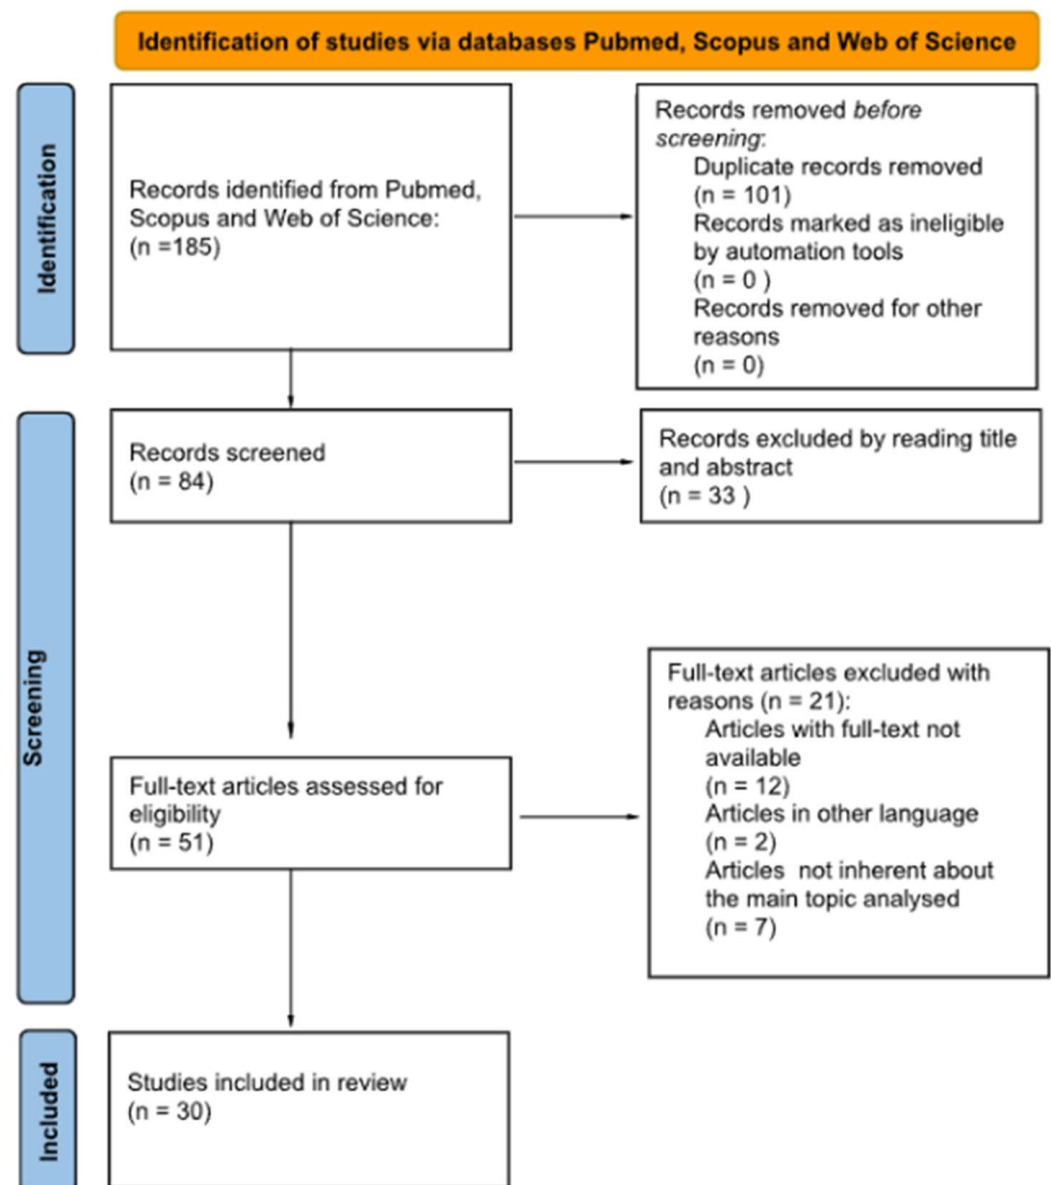 Identification of studies via databases Pubmed, Scopus and Web of Science
Identification
Records identified from Pubmed,
Scopus and Web of Science:
(n =185)
Records removed before
screening:
Duplicate records removed
(n = 101)
Records marked as ineligible
by automation tools
(n = 0 )
Records removed for other
reasons
(n = 0)
Screening
Records screened
(n = 84)
Records excluded by reading title
and abstract
(n = 33 )
Full-text articles assessed for
eligibility
(n = 51)
Full-text articles excluded with
reasons (n = 21):
Articles with full-text not
available
(n = 12)
Articles in other language
(n = 2)
Articles  not inherent about
the main topic analysed
(n = 7)
Included
Studies included in review
(n = 30)